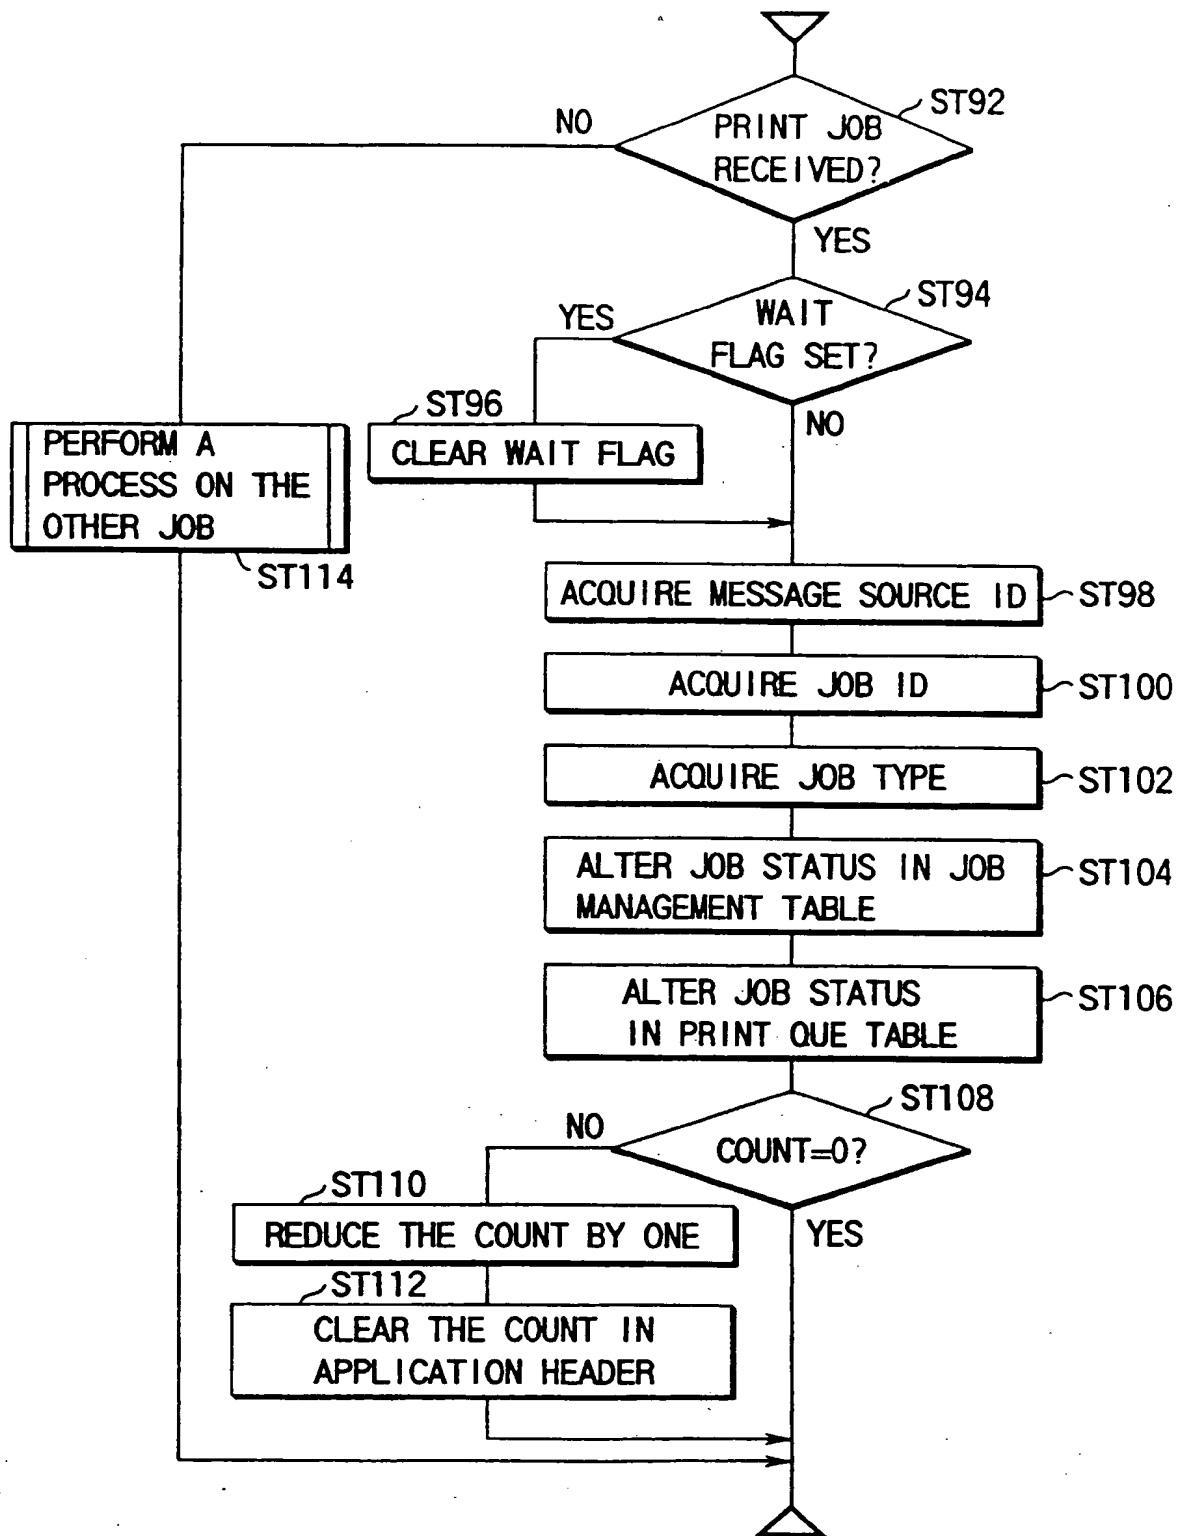 ST92
NO
PRINT JOB
RECEIVED?
YES
ST94
YES
WAIT
FLAG SET?
ST96
NO
CLEAR WAIT FLAG
PERFORM A
PROCESS ON THE
OTHER JOB
ST114
ACQUIRE MESSAGE SOURCE ID
ST98
ACQUIRE JOB ID
ST100
ACQUIRE JOB TYPE
ST102
ALTER JOB STATUS IN JOB
MANAGEMENT TABLE
ST104
ALTER JOB STATUS
IN PRINT QUE TABLE
ST106
ST108
NO
COUNT=0?
ST110
YES
REDUCE THE COUNT BY ONE
ST112
CLEAR THE COUNT IN
APPLICATION HEADER